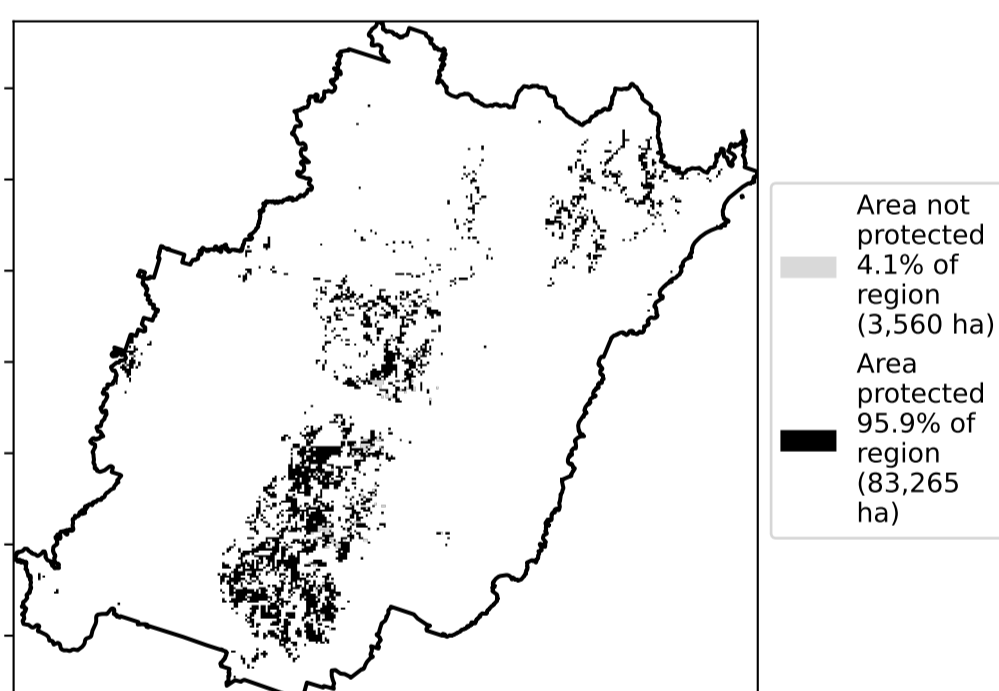 Area not
protected
4.1% of
region
(3,560 ha)
Area
protected
95.9% of
region
(83,265
ha)